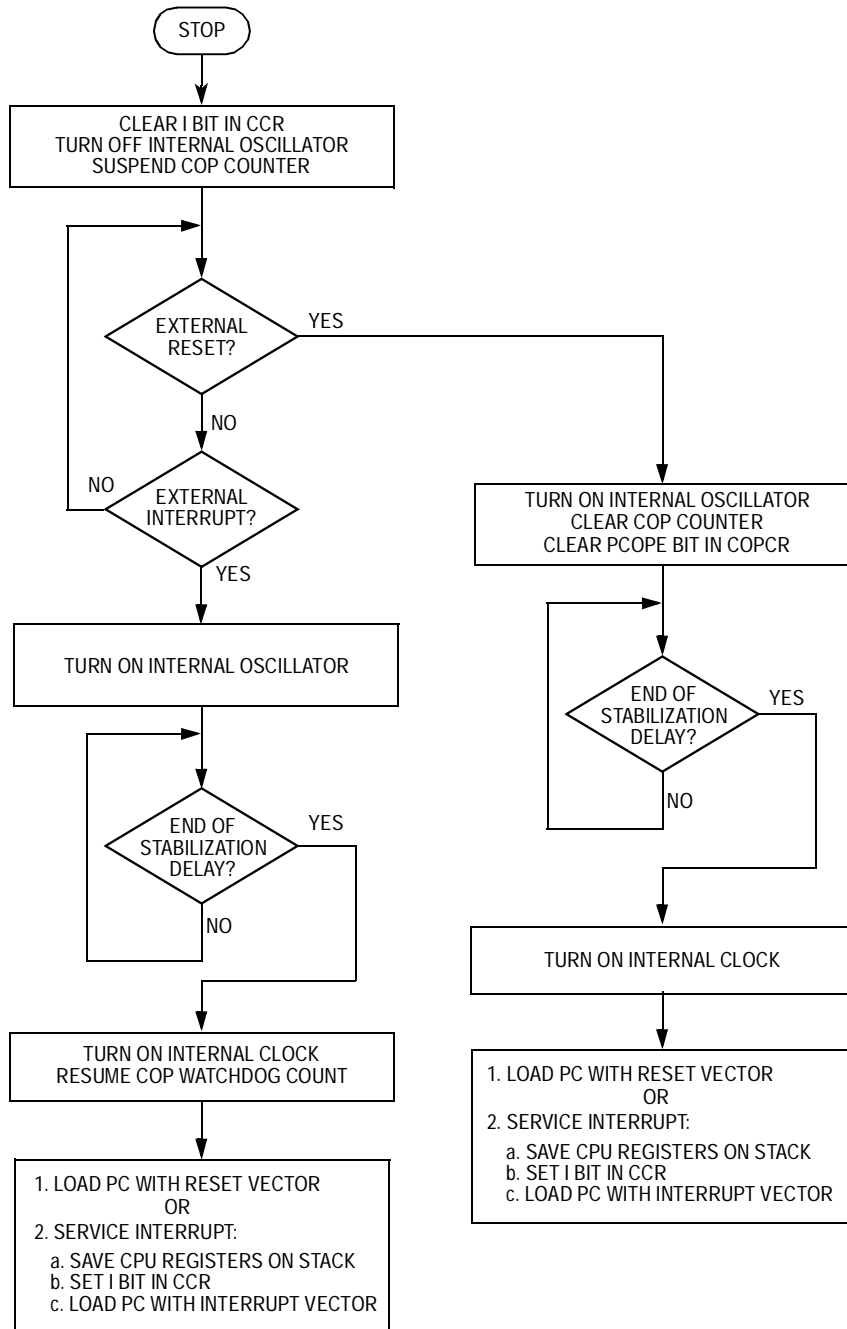 STOP
CLEAR I BIT IN CCR
TURN OFF INTERNAL OSCILLATOR
SUSPEND COP COUNTER
EXTERNAL
RESET?
YES
NO
EXTERNAL
INTERRUPT?
NO
YES
TURN ON INTERNAL OSCILLATOR
END OF
STABILIZATION
DELAY?
YES
NO
TURN ON INTERNAL CLOCK
RESUME COP WATCHDOG COUNT
1. LOAD PC WITH RESET VECTOR
OR
2. SERVICE INTERRUPT:
a. SAVE CPU REGISTERS ON STACK
b. SET I BIT IN CCR
c. LOAD PC WITH INTERRUPT VECTOR
TURN ON INTERNAL OSCILLATOR
CLEAR COP COUNTER
CLEAR PCOPE BIT IN COPCR
END OF
STABILIZATION
DELAY?
YES
NO
TURN ON INTERNAL CLOCK
1. LOAD PC WITH RESET VECTOR
OR
2. SERVICE INTERRUPT:
a. SAVE CPU REGISTERS ON STACK
b. SET I BIT IN CCR
c. LOAD PC WITH INTERRUPT VECTOR